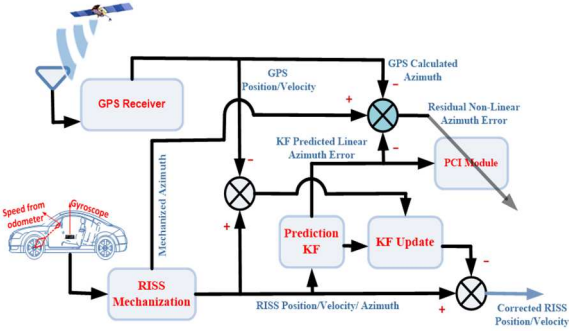 GPS Receiver
GPS
Position/Velocity
GPS Calculated
Azimuth
Residual Non-Linear
Azimuth Error
KF Predicted Linear
Azimuth Error
PCI Module
Mechanized Azimuth
Speed from
odometer
Gyroscope
Prediction
KF
KF Update
RISS
Mechanization
RISS Position/Velocity/ Azimuth
Corrected RISS
Position/Velocity
+
-
-
-
+
-
+